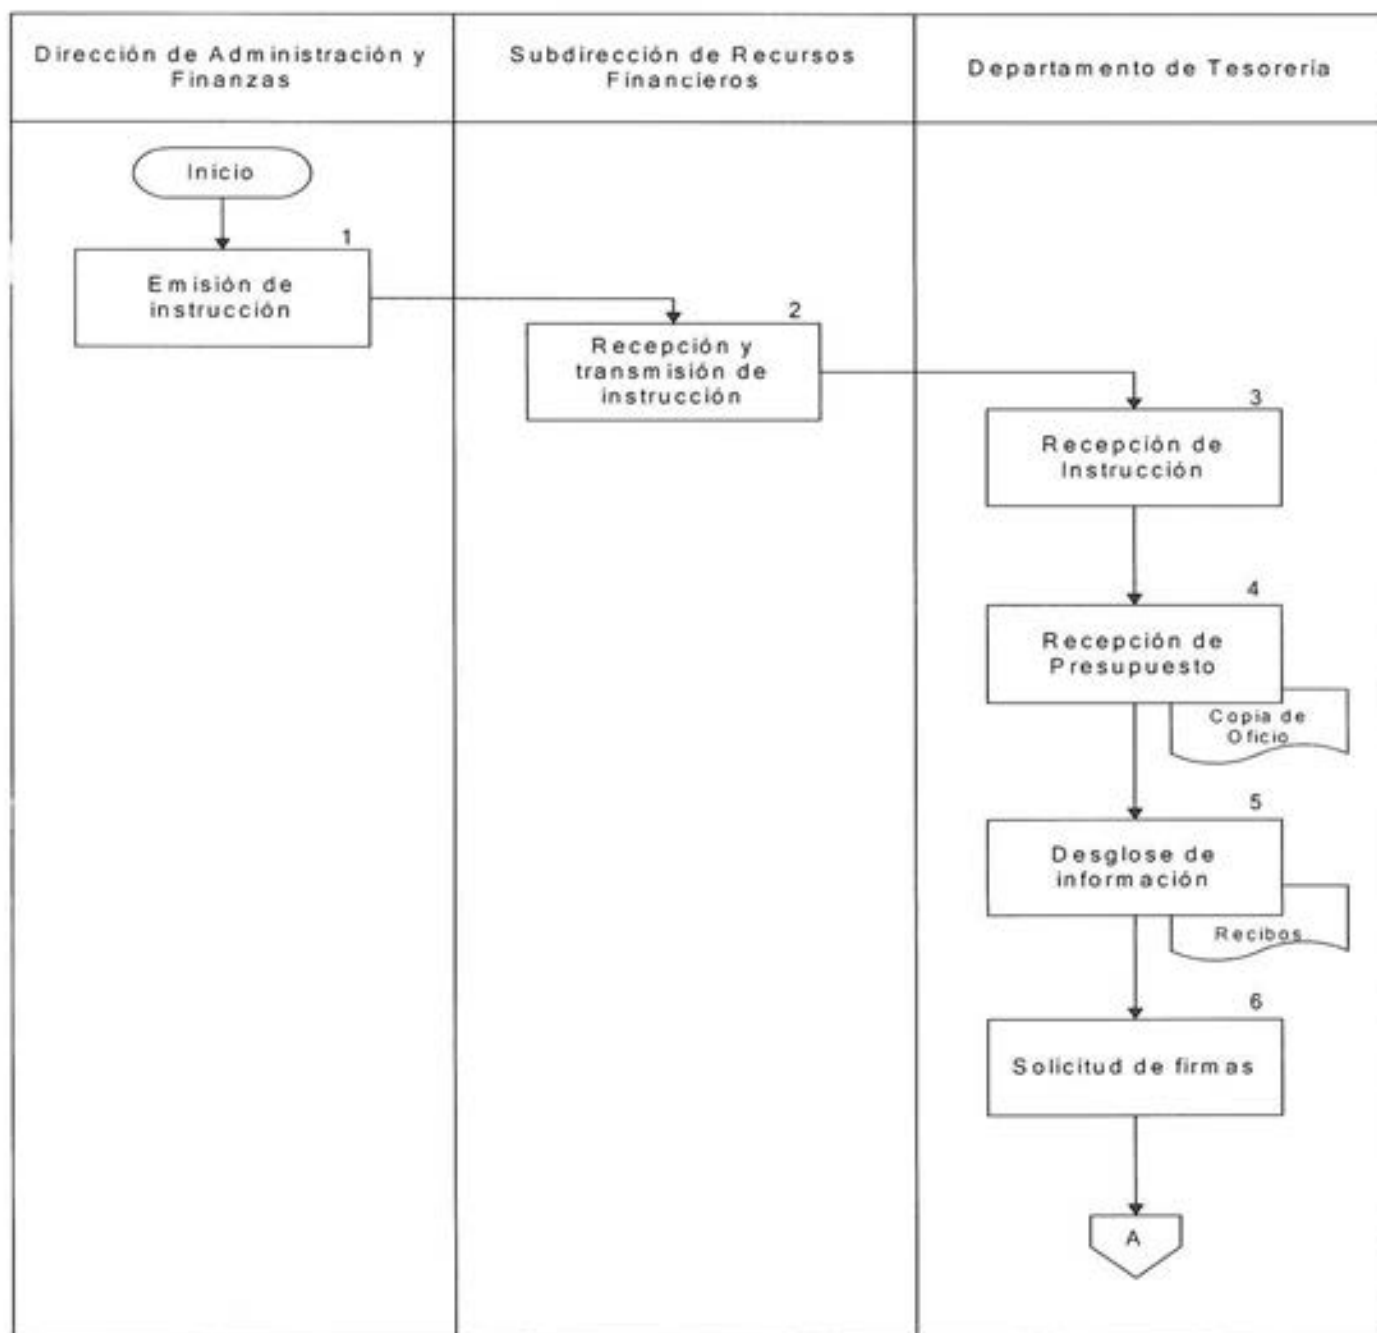 Dirección de Administración y
Finanzas
Subdirección de Recursos
Financieros
Departamento de Tesorería
Inicio
1
Emisión de
instrucción
2
Recepción y
transmisión de
instrucción
3
Recepción de
Instrucción
4
Recepción de
Presupuesto
Copia de
Oficio
5
Desglose de
información
Recibos
6
Solicitud de firmas
A